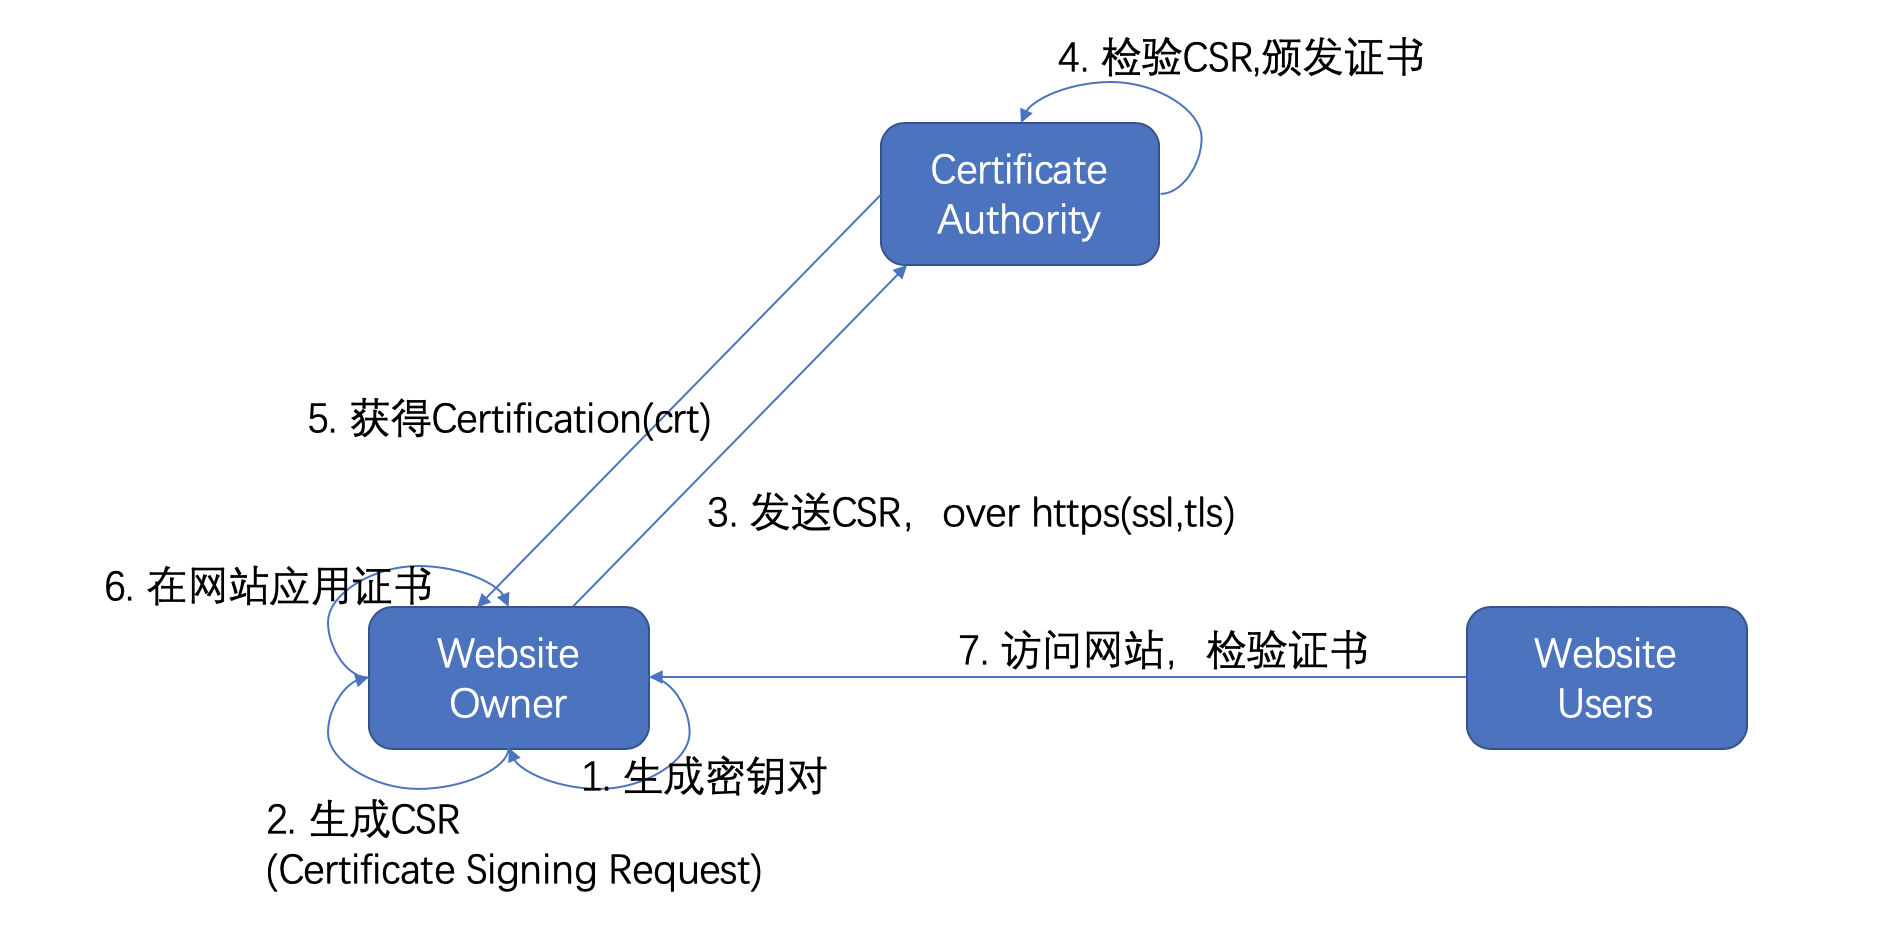 4. 检验CSR,颁发证书
Certificate
Authority
5. 获得Certification(crt)
3. 发送CSR，over https(ssl,tls)
6. 在网站应用证书
Website
Owner
7. 访问网站，检验证书
Website
Users
1. 生成密钥对
2. 生成CSR
(Certificate Signing Request)